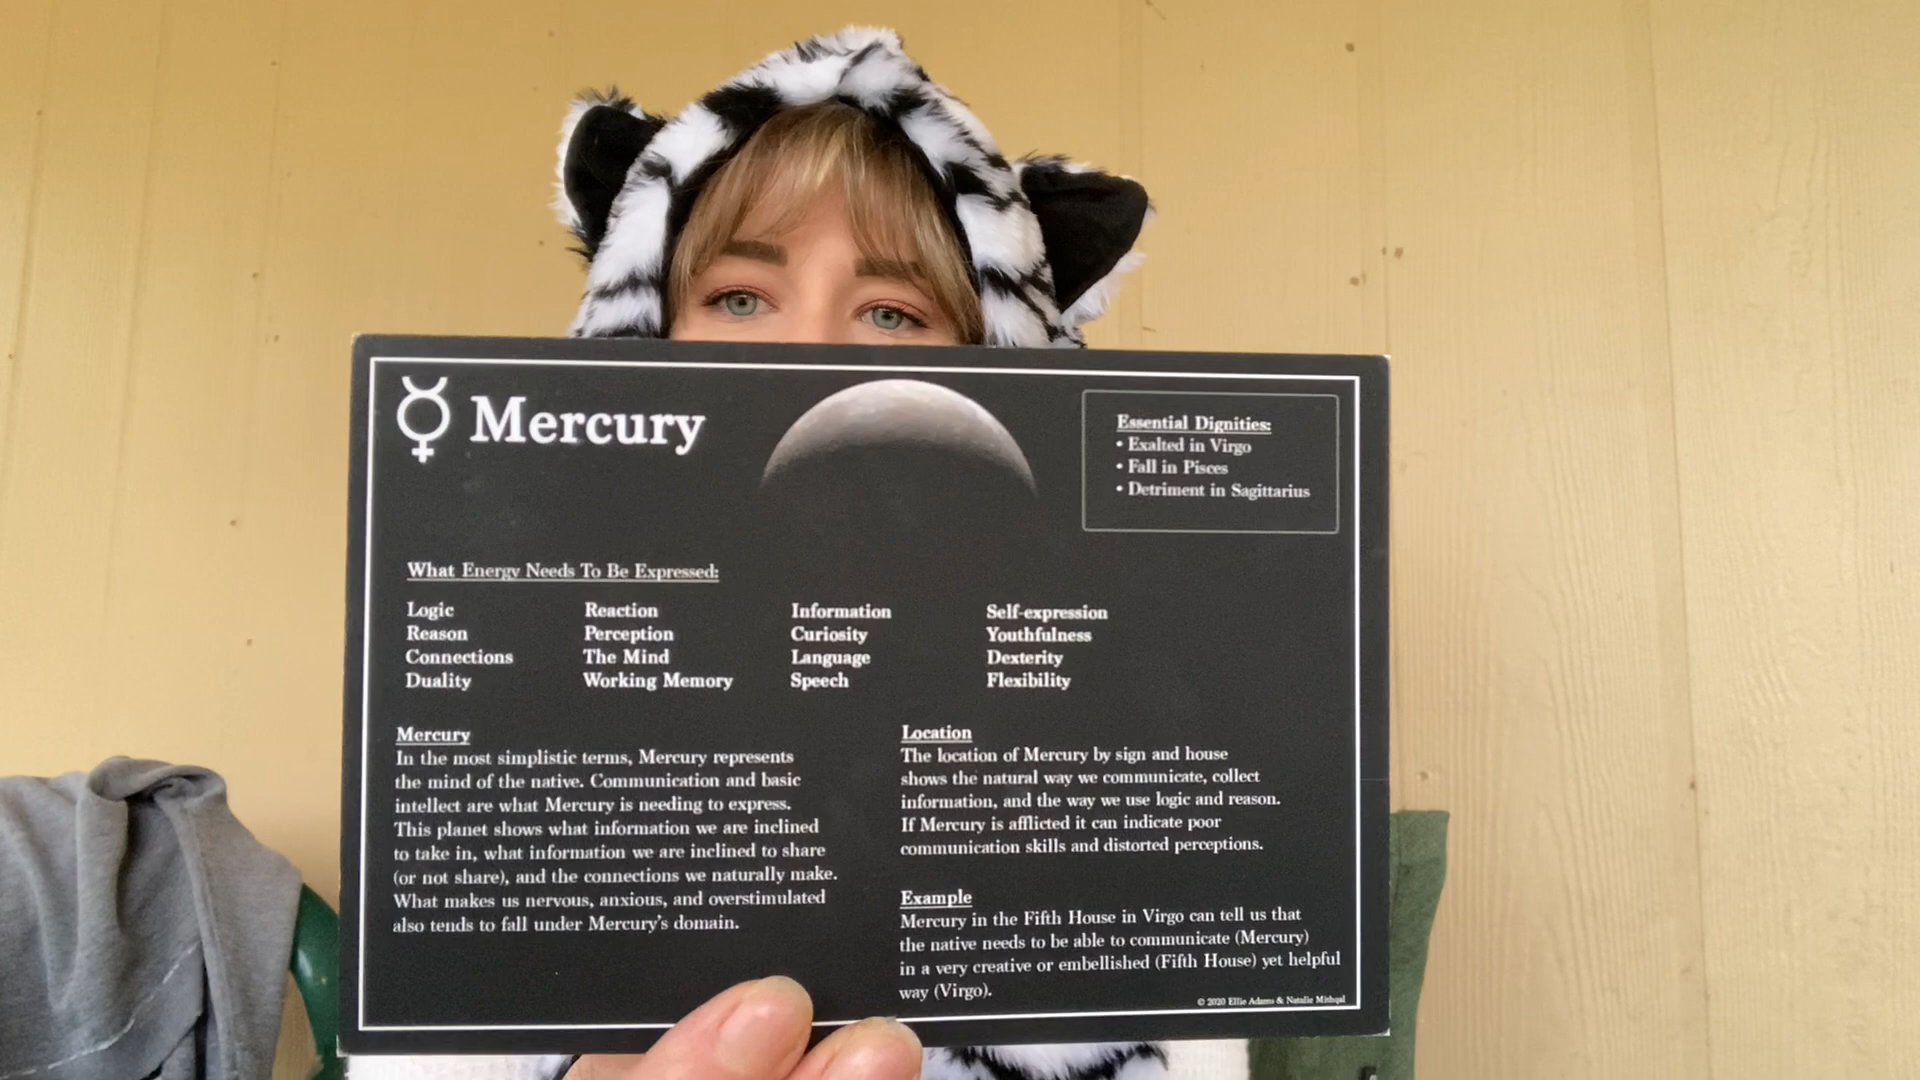 ☿ Mercury
Essential Dignities:
• Exalted in Virgo
• Fall in Pisces
• Detriment in Sagittarius
What Energy Needs To Be Expressed:
Logic
Reason
Connections
Duality
Reaction
Perception
The Mind
Working Memory
Information
Curiosity
Language
Speech
Self-expression
Youthfulness
Dexterity
Flexibility
Mercury
In the most simplistic terms, Mercury represents
the mind of the native. Communication and basic
intellect are what Mercury is needing to express.
This planet shows what information we are inclined
to take in, what information we are inclined to share
(or not share), and the connections we naturally make.
What makes us nervous, anxious, and overstimulated
also tends to fall under Mercury's domain.
Location
The location of Mercury by sign and house
shows the natural way we communicate, collect
information, and the way we use logic and reason.
If Mercury is afflicted it can indicate poor
communication skills and distorted perceptions.
Example
Mercury in the Fifth House in Virgo can tell us that
the native needs to be able to communicate (Mercury)
in a very creative or embellished (Fifth House) yet helpful
way (Virgo).
© 2020 Ellie Adams & Natalie Mithqal